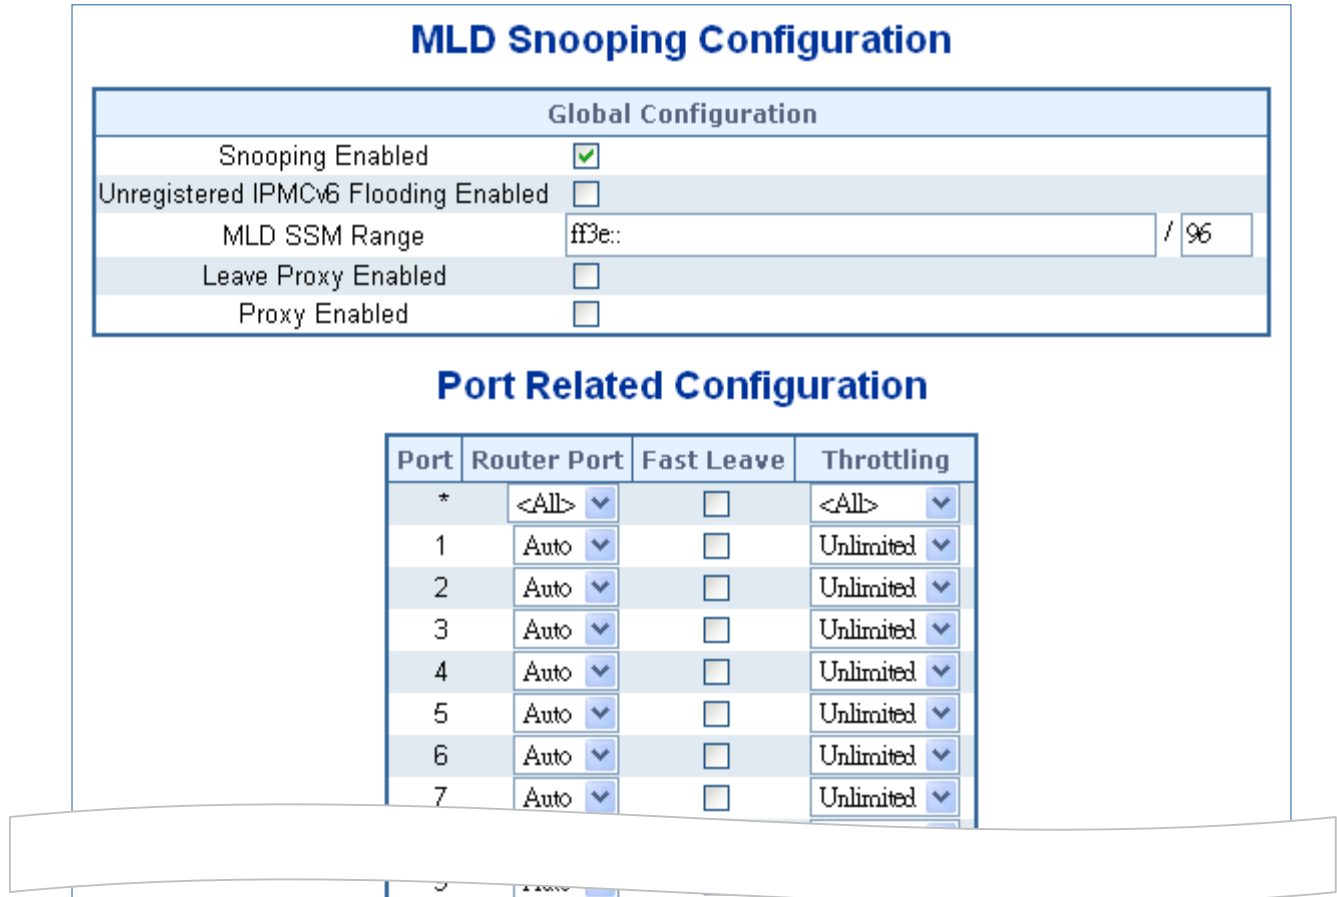 MLD Snooping Configuration
Global Configuration
Snooping Enabled
Unregistered IPMCv6 Flooding Enabled
MLD SSM Range ff3e:: / 96
Leave Proxy Enabled
Proxy Enabled
Port Related Configuration
Port Router Port Fast Leave Throttling
* <All> <All>
1 Auto Unlimited
2 Auto Unlimited
3 Auto Unlimited
4 Auto Unlimited
5 Auto Unlimited
6 Auto Unlimited
7 Auto Unlimited